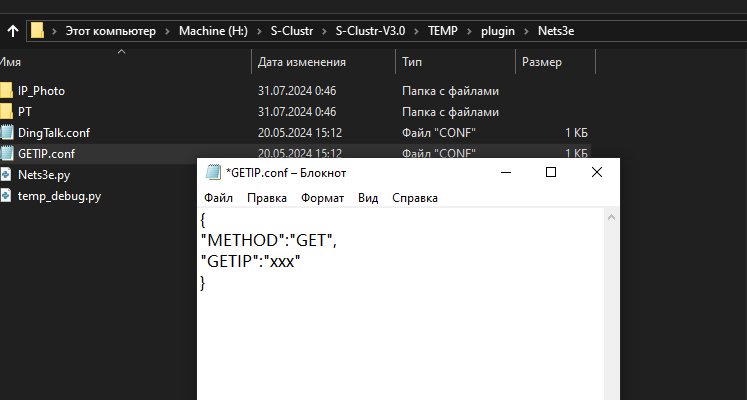 Этот компьютер > Machine (H:) > S-Clustr > S-Clustr-V3.0 > TEMP > plugin > Nets3e
Имя Дата изменения Тип Размер
IP_Photo 31.07.2024 0:46 Папка с файлами
PT 31.07.2024 0:46 Папка с файлами
DingTalk.conf 20.05.2024 15:12 Файл "CONF" 1 КБ
GETIP.conf 20.05.2024 15:12 Файл "CONF" 1 КБ
Nets3e.py
temp_debug.py
*GETIP.conf – Блокнот
Файл Правка Формат Вид Справка
{
"METHOD":"GET",
"GETIP":"xxx"
}